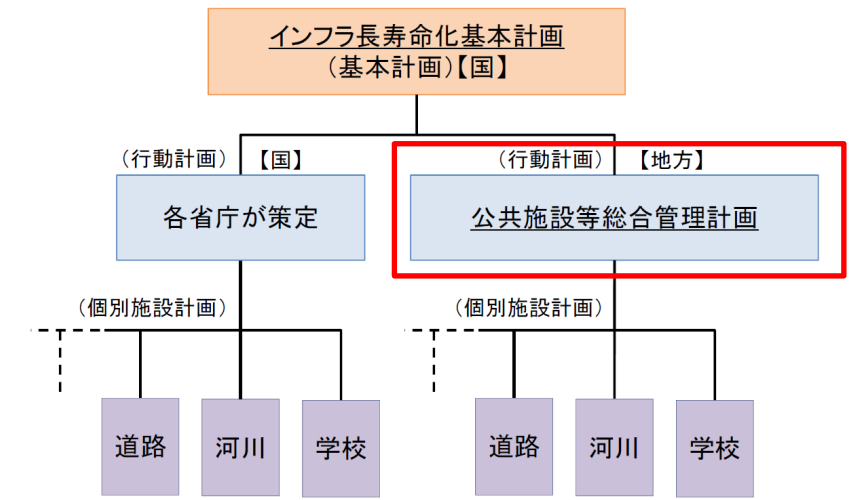 インフラ長寿命化基本計画
(基本計画)【国】
(行動計画) 【国】
(行動計画) 【地方】
各省庁が策定
公共施設等総合管理計画
(個別施設計画)
(個別施設計画)
道路
河川
学校
道路
河川
学校